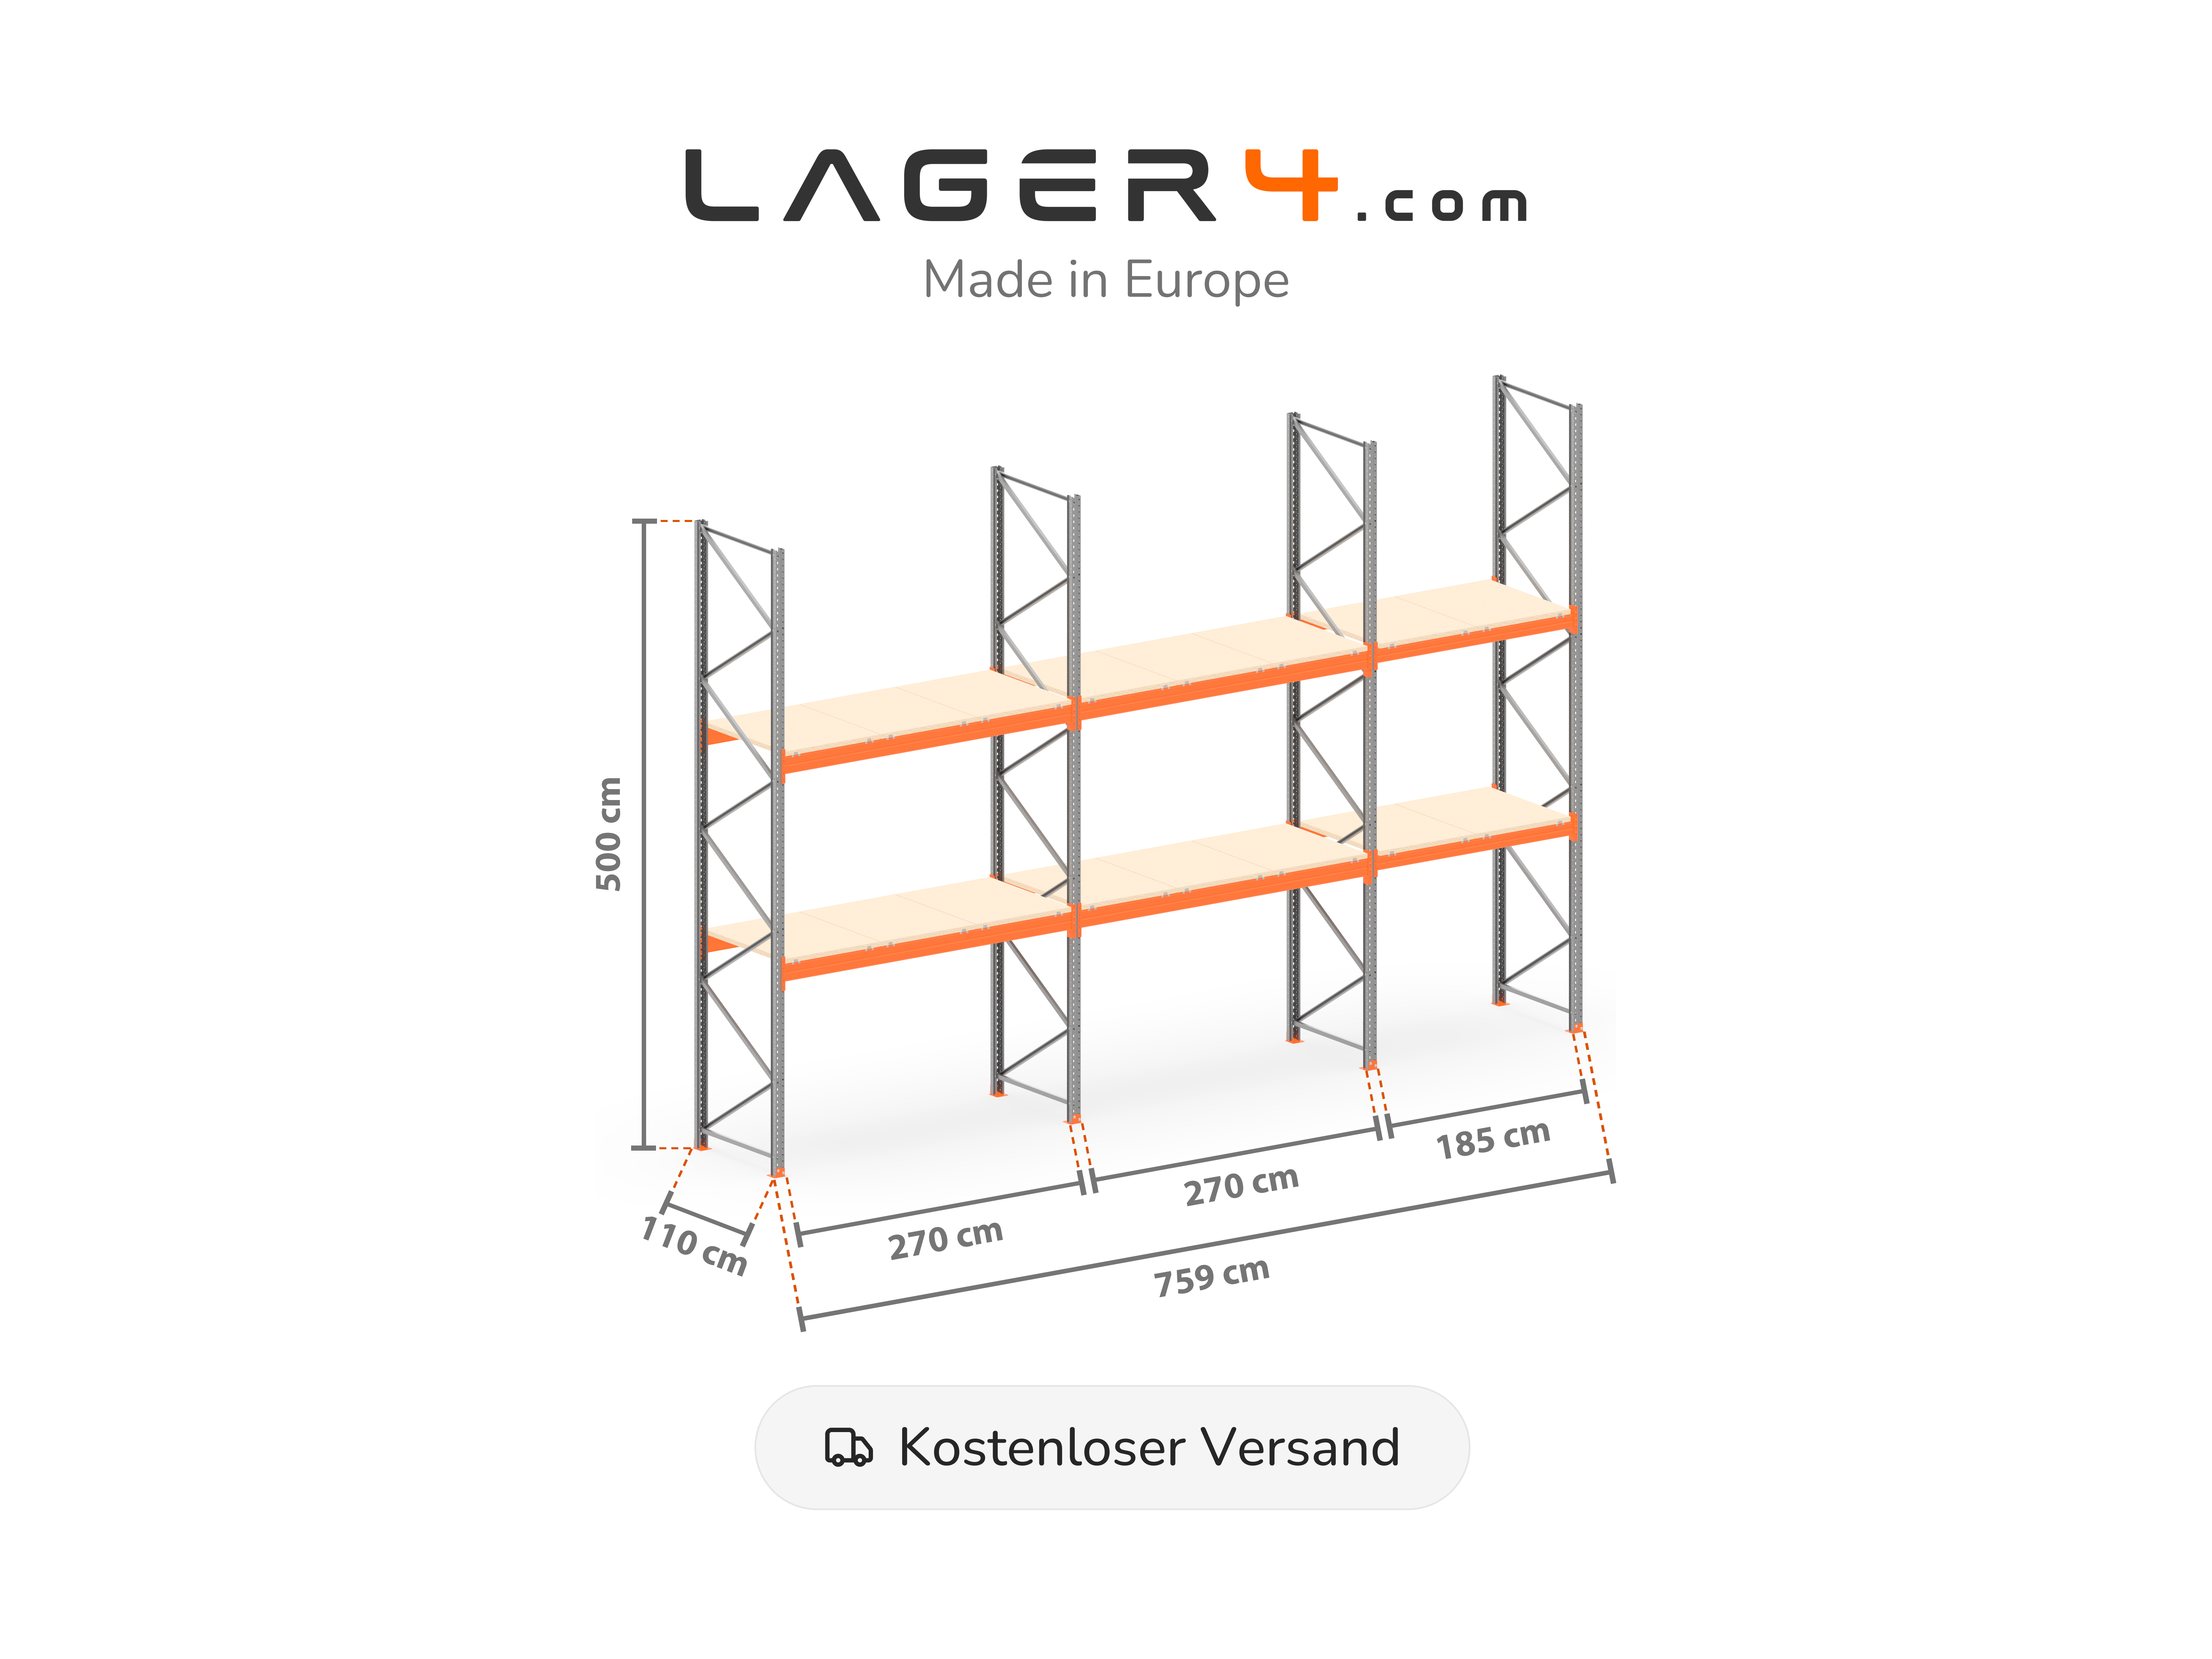 LAGER4.com
Made in Europe
500 cm
110 cm
270 cm
270 cm
185 cm
759 cm
Kostenloser Versand